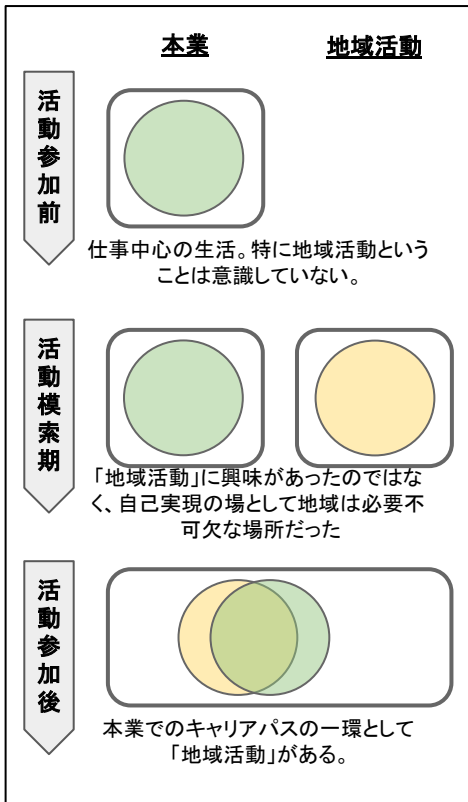 本業
地域活動
活動参加前
仕事中心の生活。特に地域活動という
ことは意識していない。
活動模索期
「地域活動」に興味があったのではな
く、自己実現の場として地域は必要不
可欠な場所だった
活動参加後
本業でのキャリアパスの一環として
「地域活動」がある。